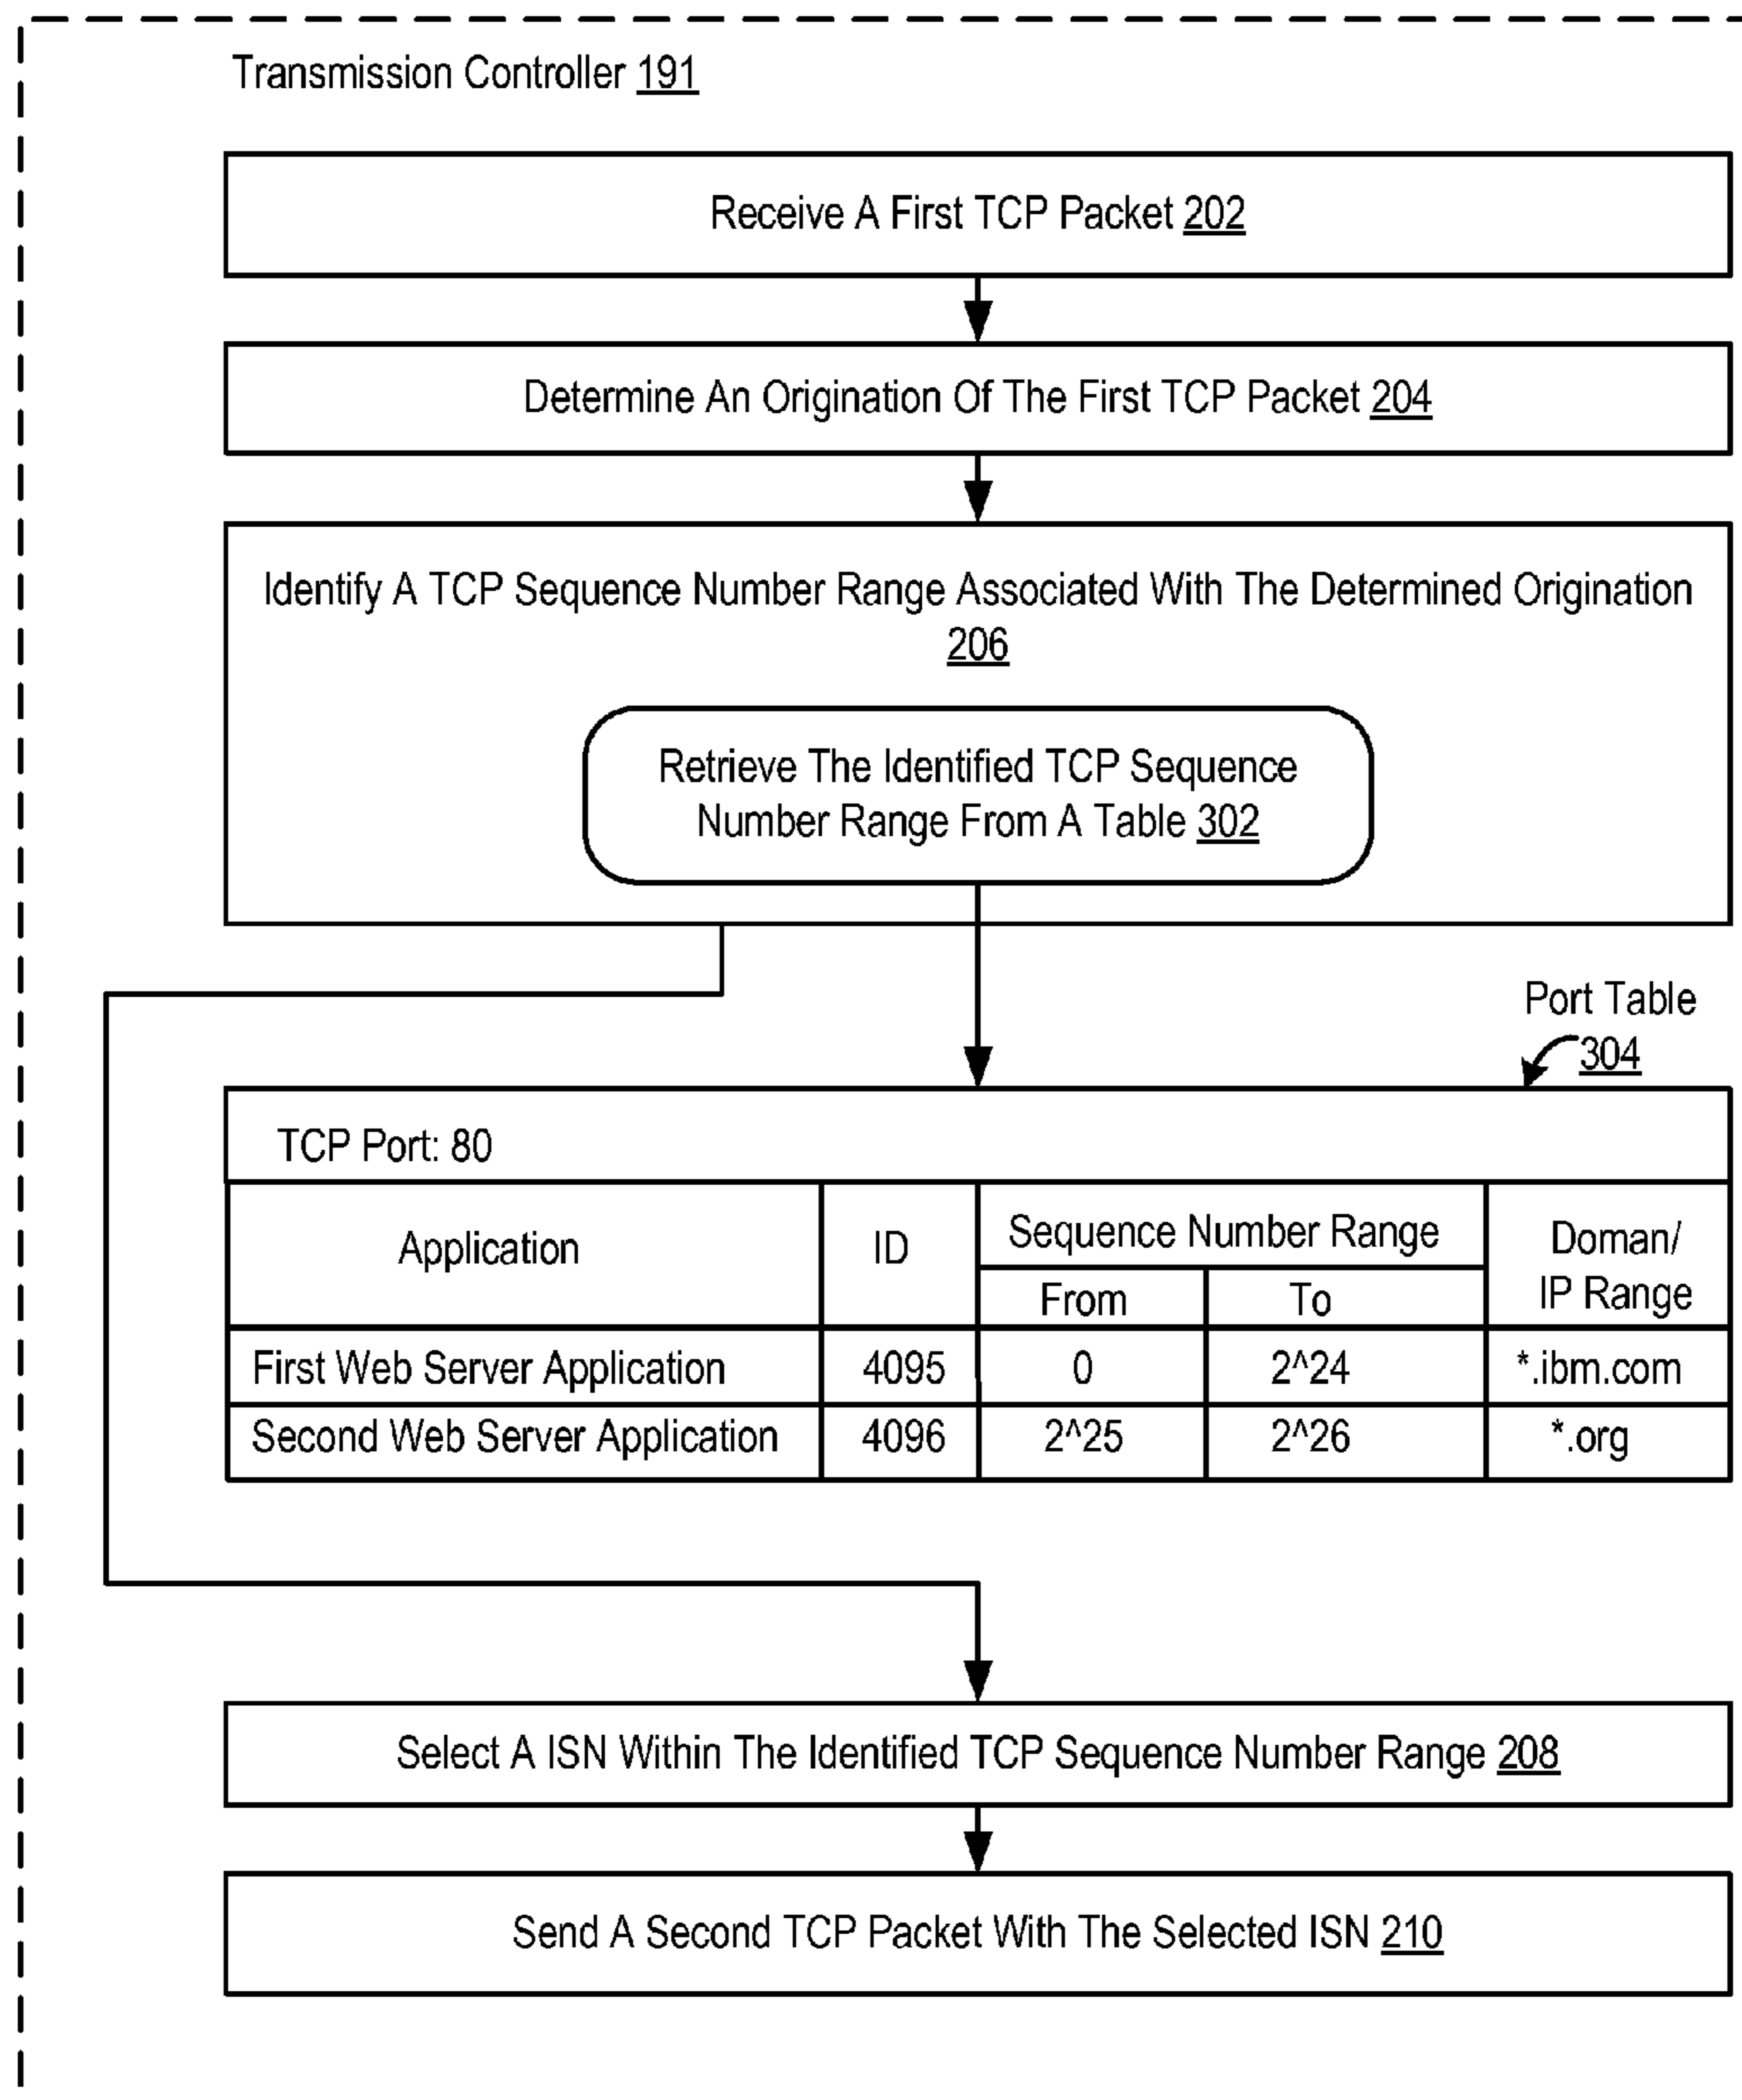 Transmission Controller 191
Receive A First TCP Packet 202
Determine An Origination Of The First TCP Packet 204
Identify A TCP Sequence Number Range Associated With The Determined Origination
206
Retrieve The Identified TCP Sequence
Number Range From A Table 302
Port Table
304
TCP Port: 80
Application
ID
Sequence Number Range
From
To
Doman/
IP Range
First Web Server Application 4095 0 2^24 *.ibm.com
Second Web Server Application 4096 2^25 2^26 *.org
Select A ISN Within The Identified TCP Sequence Number Range 208
Send A Second TCP Packet With The Selected ISN 210